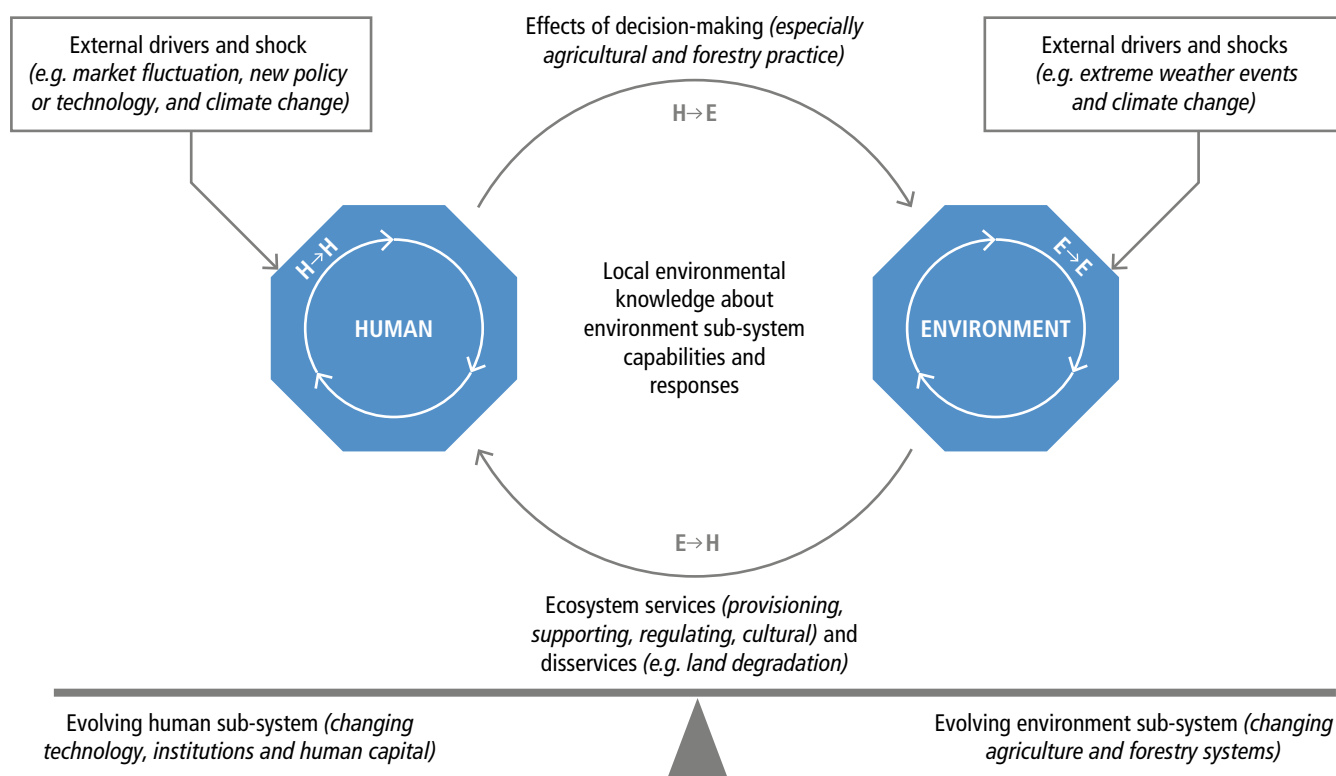 External drivers and shock
(e.g. market fluctuation, new policy
or technology, and climate change)
Effects of decision-making (especially
agricultural and forestry practice)
External drivers and shocks
(e.g. extreme weather events
and climate change)
H→E
H→H
HUMAN
Local environmental
knowledge about
environment sub-system
capabilities and
responses
E→E
ENVIRONMENT
E→H
Ecosystem services (provisioning,
supporting, regulating, cultural) and
disservices (e.g. land degradation)
Evolving human sub-system (changing
technology, institutions and human capital)
Evolving environment sub-system (changing
agriculture and forestry systems)